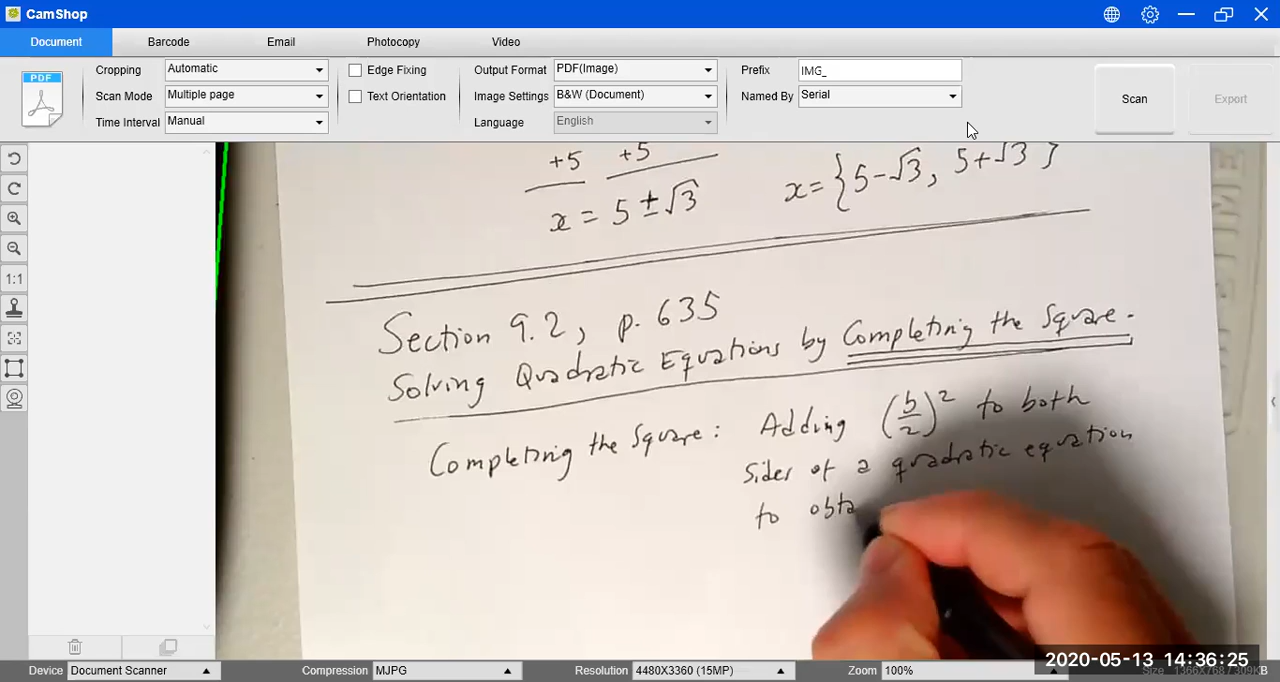 CamShop
Document Barcode Email Photocopy Video
Cropping Automatic Edge Fixing Output Format PDF(Image) Prefix IMG_
PDF Scan Mode Multiple page Text Orientation Image Settings B&W (Document) Named By Serial Scan Export
Time Interval Manual Language English
+5 +5
x = 5 ± √3 x = {5-√3, 5+√3}
1:1
Section 9.2, p. 635
Solving Quadratic Equations by Completing the Square.
Completing the Square: Adding (b/2)² to both
sides of a quadratic equation
to obta
2020-05-13 14:36:25
Device Document Scanner Compression MJPG Resolution 4480X3360 (15MP) Zoom 100%